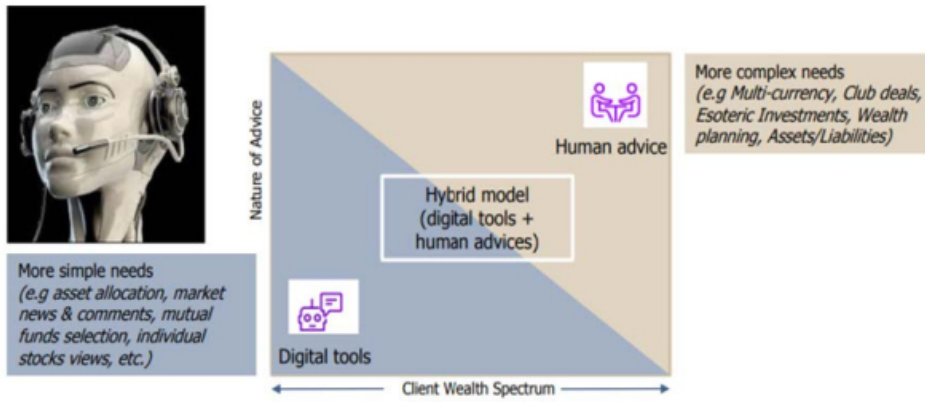 More complex needs
(e.g Multi-currency, Club deals,
Esoteric Investments, Wealth
planning, Assets/Liabilities)
Human advice
Nature of Advice
Hybrid model
(digital tools +
human advices)
More simple needs
(e.g asset allocation, market
news & comments, mutual
funds selection, individual
stocks views, etc.)
Digital tools
Client Wealth Spectrum